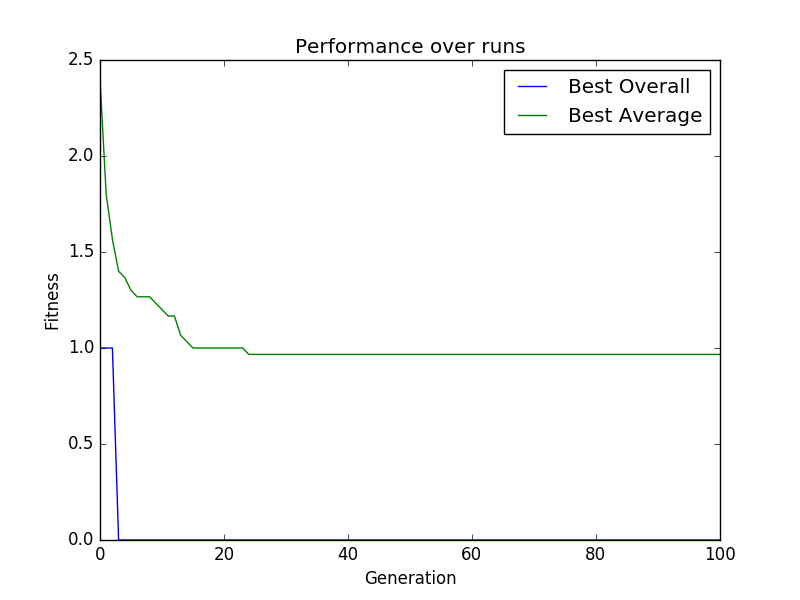 Performance over runs
2.5
2.0
1.5
1.0
0.5
0.0
Fitness
Best Overall
Best Average
0 20 40 60 80 100
Generation